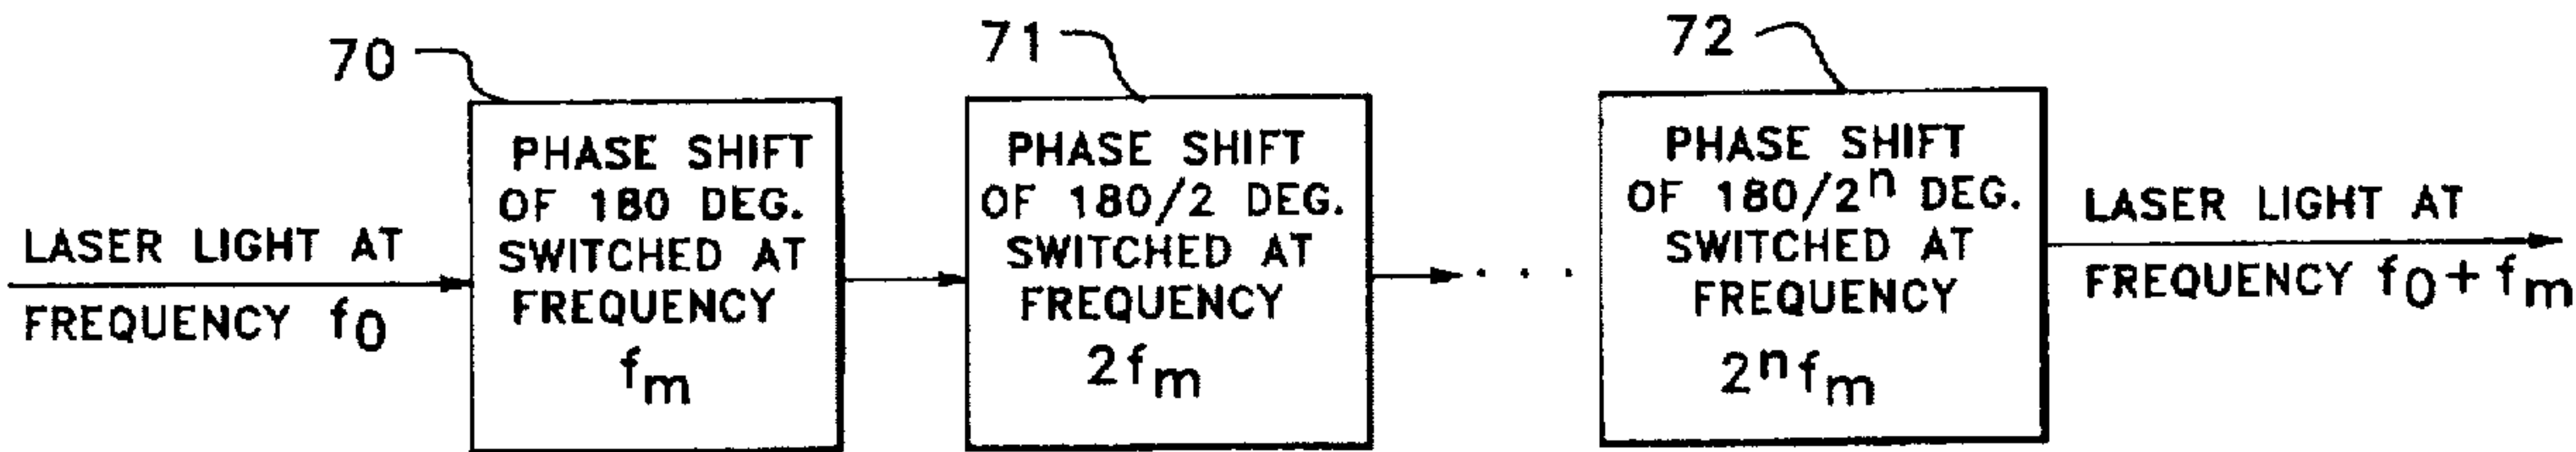 70
71
72
LASER LIGHT AT
FREQUENCY f0
PHASE SHIFT
OF 180 DEG.
SWITCHED AT
FREQUENCY
fm
PHASE SHIFT
OF 180/2 DEG.
SWITCHED AT
FREQUENCY
2fm
. . .
PHASE SHIFT
OF 180/2ⁿ DEG.
SWITCHED AT
FREQUENCY
2ⁿfm
LASER LIGHT AT
FREQUENCY f0 + fm